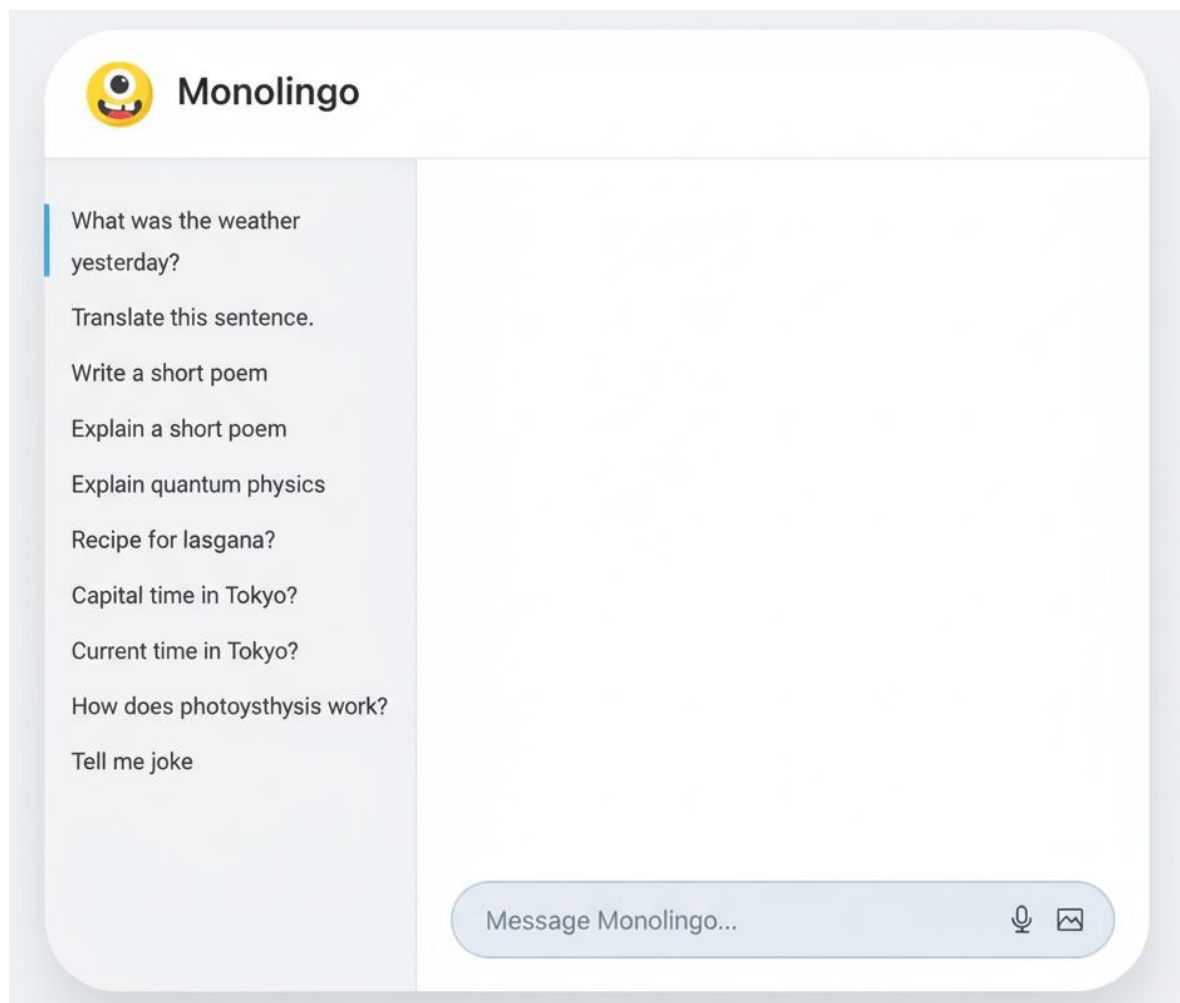 Monolingo
What was the weather
yesterday?
Translate this sentence.
Write a short poem
Explain a short poem
Explain quantum physics
Recipe for lasgana?
Capital time in Tokyo?
Current time in Tokyo?
How does photoysthysis work?
Tell me joke
Message Monolingo...